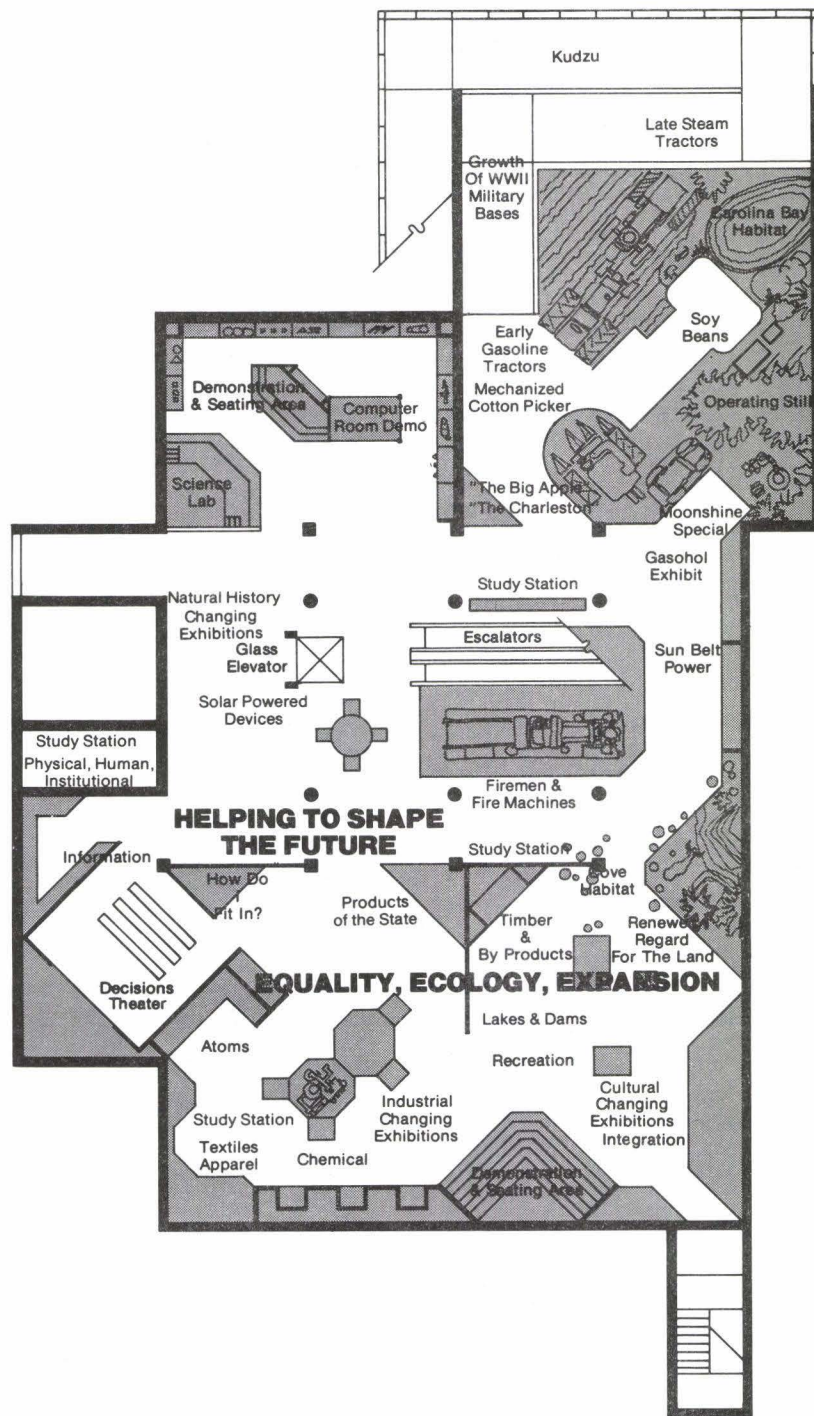 Kudzu
Late Steam
Tractors
Growth
Of WWII
Military
Bases
Carolina Bay
Habitat
Soy
Beans
Early
Gasoline
Tractors
Mechanized
Cotton Picker
Operating Still
Demonstration
& Seating Area
Computer
Room Demo
Science
Lab
"The Big Apple"
"The Charleston"
Moonshine
Special
Gasohol
Exhibit
Natural History
Changing
Exhibitions
Study Station
Glass
Elevator
Escalators
Sun Belt
Power
Solar Powered
Devices
Study Station
Physical, Human,
Institutional
Firemen &
Fire Machines
HELPING TO SHAPE
THE FUTURE
Information
How Do
I
Fit In?
Study Station
Cove
Habitat
Products
of the State
Timber
&
By Products
Renewed
Regard
For The Land
Decisions
Theater
EQUALITY, ECOLOGY, EXPANSION
Lakes & Dams
Atoms
Recreation
Study Station
Industrial
Changing
Exhibitions
Cultural
Changing
Exhibitions
Integration
Textiles
Apparel
Chemical
Demonstration
& Seating Area